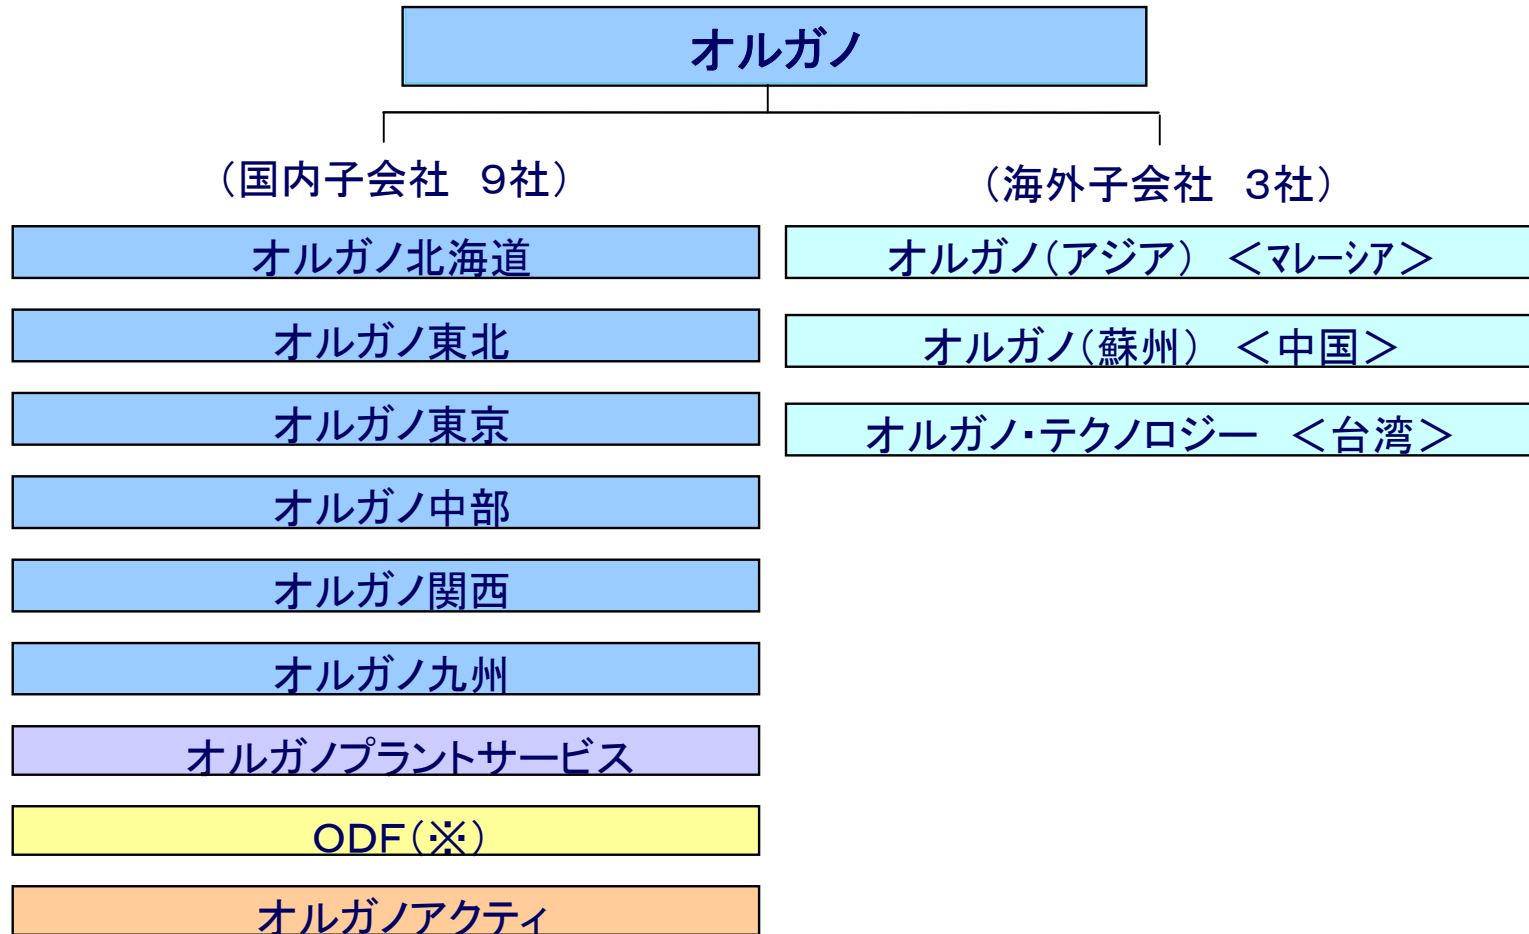 オルガノ
（国内子会社　９社）
オルガノ北海道
オルガノ東北
オルガノ東京
オルガノ中部
オルガノ関西
オルガノ九州
オルガノプラントサービス
ＯＤＦ（※）
オルガノアクティ
（海外子会社　３社）
オルガノ（アジア）　＜ﾏﾚｰｼｱ＞
オルガノ（蘇州）　＜中国＞
オルガノ・テクノロジー　＜台湾＞